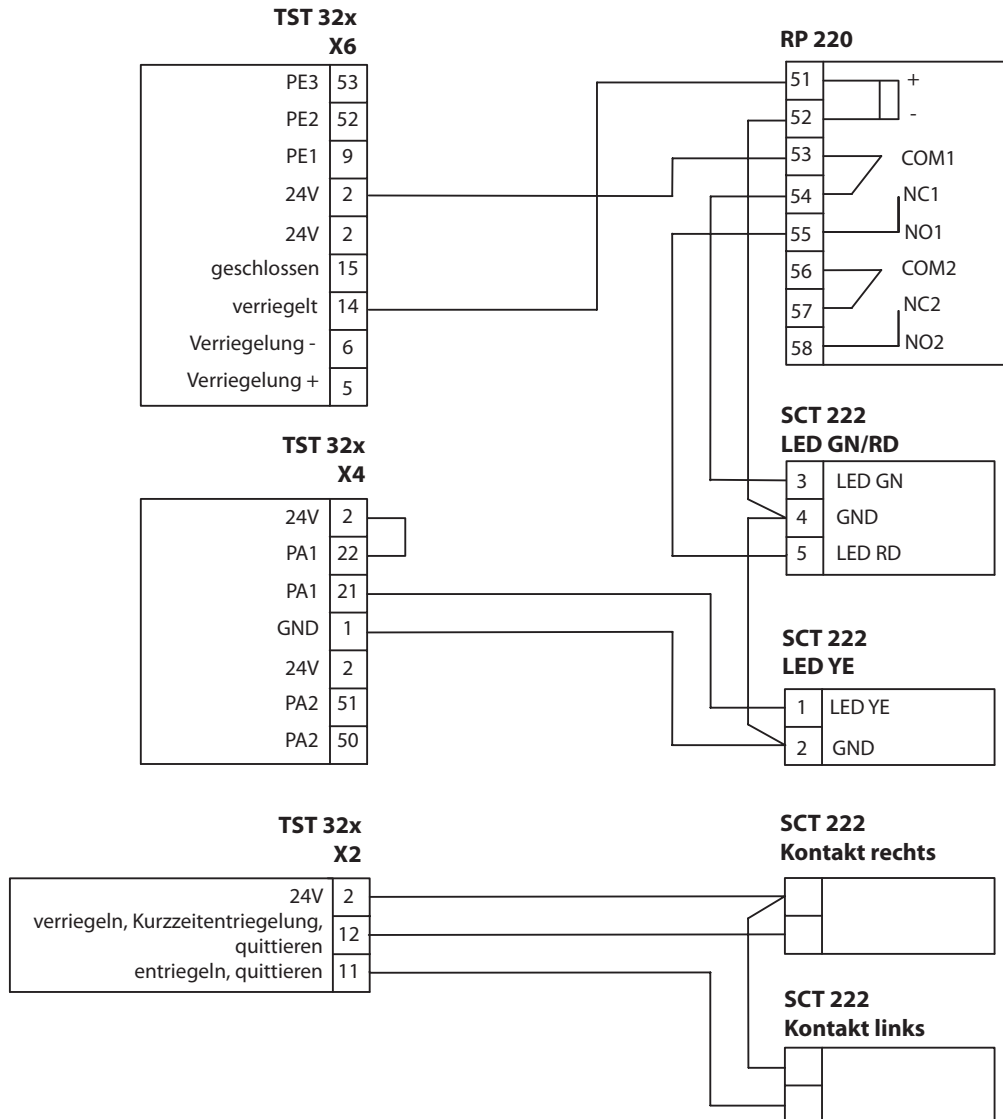 TST 32x
X6
PE3 53
PE2 52
PE1 9
24V 2
24V 2
geschlossen 15
verriegelt 14
Verriegelung - 6
Verriegelung + 5
RP 220
51 +
52 -
53 COM1
54 NC1
55 NO1
56 COM2
57 NC2
58 NO2
TST 32x
X4
24V 2
PA1 22
PA1 21
GND 1
24V 2
PA2 51
PA2 50
SCT 222
LED GN/RD
3 LED GN
4 GND
5 LED RD
SCT 222
LED YE
1 LED YE
2 GND
TST 32x
X2
24V 2
verriegeln, Kurzzeitentriegelung,
quittieren 12
entriegeln, quittieren 11
SCT 222
Kontakt rechts
SCT 222
Kontakt links